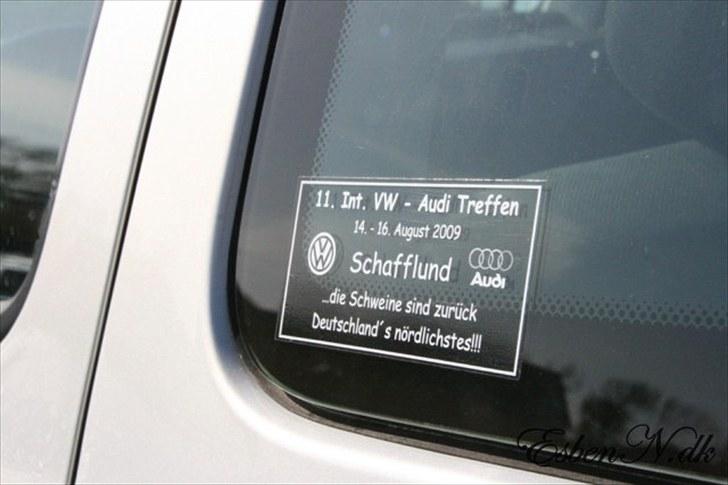 11. Int. VW - Audi Treffen
14. - 16. August 2009
Schafflund
Audi
...die Schweine sind zurück
Deutschland´s nördlichstes!!!
EsbenN.dk